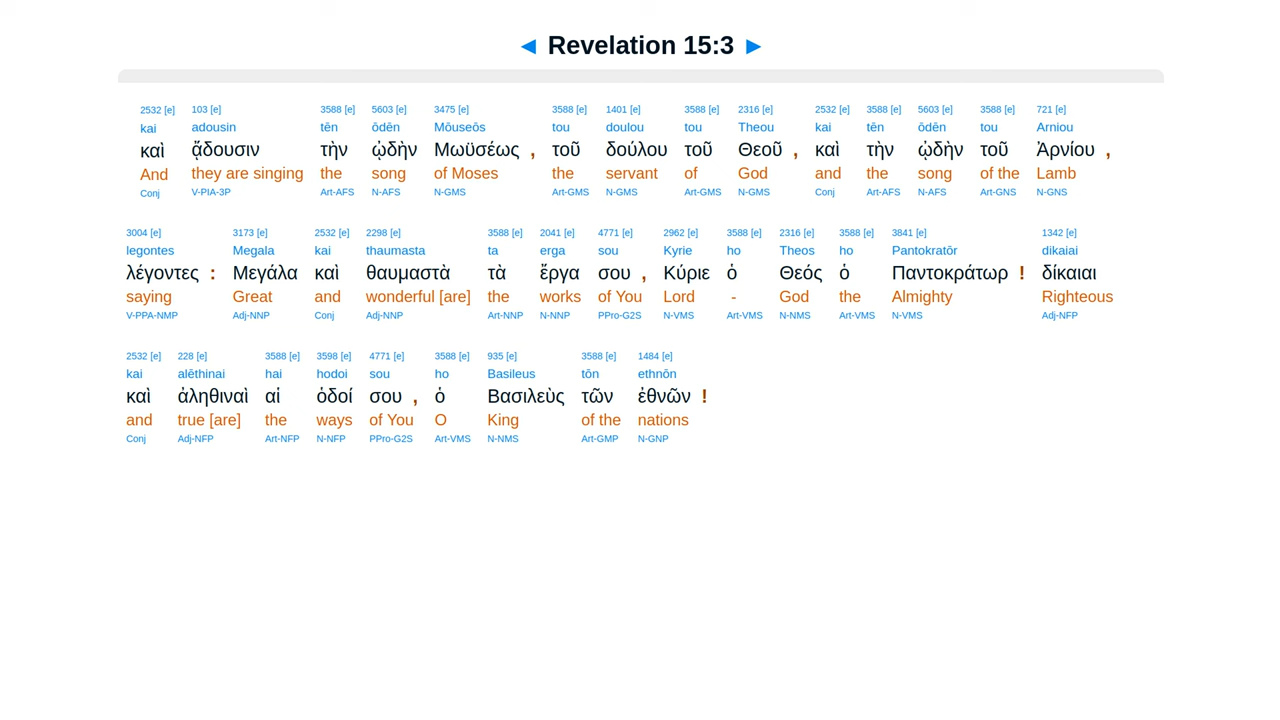 ◄ Revelation 15:3 ►
2532 [e] 103 [e] 3588 [e] 5603 [e] 3475 [e] 3588 [e] 1401 [e] 3588 [e] 2316 [e] 2532 [e] 3588 [e] 5603 [e] 3588 [e] 721 [e]
kai adousin tēn ōdēn Mōuseōs tou doulou tou Theou kai tēn ōdēn tou Arniou
καὶ ᾄδουσιν τὴν ᾠδὴν Μωϋσέως , τοῦ δούλου τοῦ Θεοῦ , καὶ τὴν ᾠδὴν τοῦ Ἀρνίου ,
And they are singing the song of Moses the servant of God and the song of the Lamb
Conj V-PIA-3P Art-AFS N-AFS N-GMS Art-GMS N-GMS Art-GMS N-GMS Conj Art-AFS N-AFS Art-GNS N-GNS
3004 [e] 3173 [e] 2532 [e] 2298 [e] 3588 [e] 2041 [e] 4771 [e] 2962 [e] 3588 [e] 2316 [e] 3588 [e] 3841 [e] 1342 [e]
legontes Megala kai thaumasta ta erga sou Kyrie ho Theos ho Pantokratōr dikaiai
λέγοντες : Μεγάλα καὶ θαυμαστὰ τὰ ἔργα σου , Κύριε ὁ Θεός ὁ Παντοκράτωρ ! δίκαιαι
saying Great and wonderful [are] the works of You Lord - God the Almighty Righteous
V-PPA-NMP Adj-NNP Conj Adj-NNP Art-NNP N-NNP PPro-G2S N-VMS Art-VMS N-NMS Art-VMS N-VMS Adj-NFP
2532 [e] 228 [e] 3588 [e] 3598 [e] 4771 [e] 3588 [e] 935 [e] 3588 [e] 1484 [e]
kai alēthinai hai hodoi sou ho Basileus tōn ethnōn
καὶ ἀληθιναὶ αἱ ὁδοί σου , ὁ Βασιλεὺς τῶν ἐθνῶν !
and true [are] the ways of You O King of the nations
Conj Adj-NFP Art-NFP N-NFP PPro-G2S Art-VMS N-NMS Art-GMP N-GNP